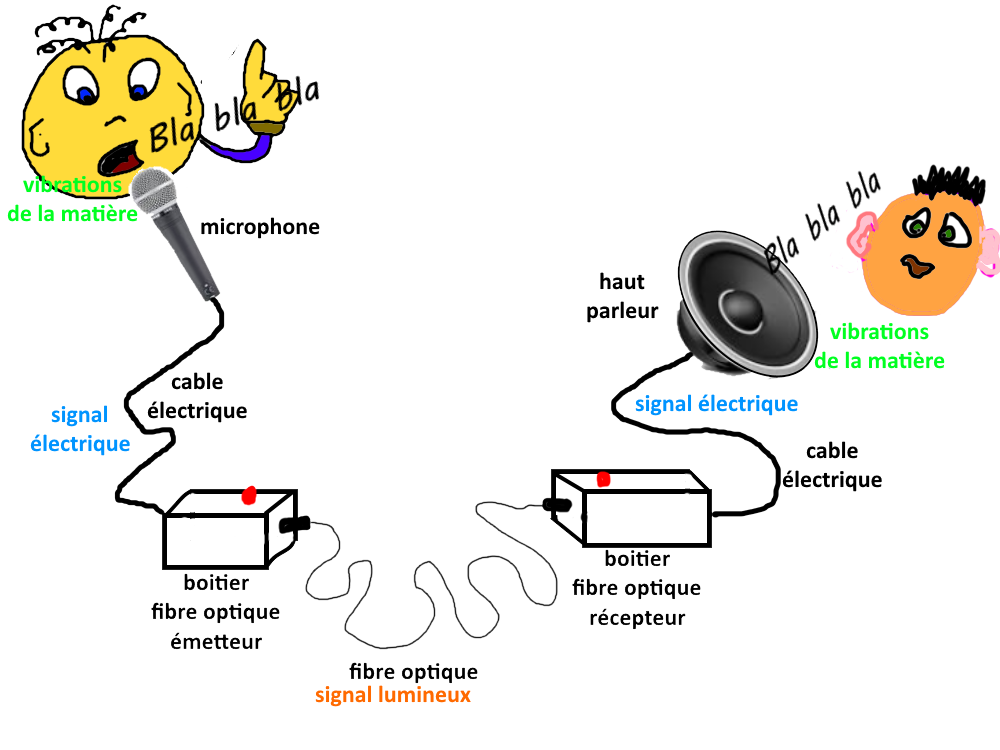 Bla bla Bla
vibrations
de la matière
microphone
Bla bla bla
haut
parleur
vibrations
de la matière
cable
électrique
signal
électrique
signal électrique
cable
électrique
boitier
fibre optique
émetteur
boitier
fibre optique
récepteur
fibre optique
signal lumineux